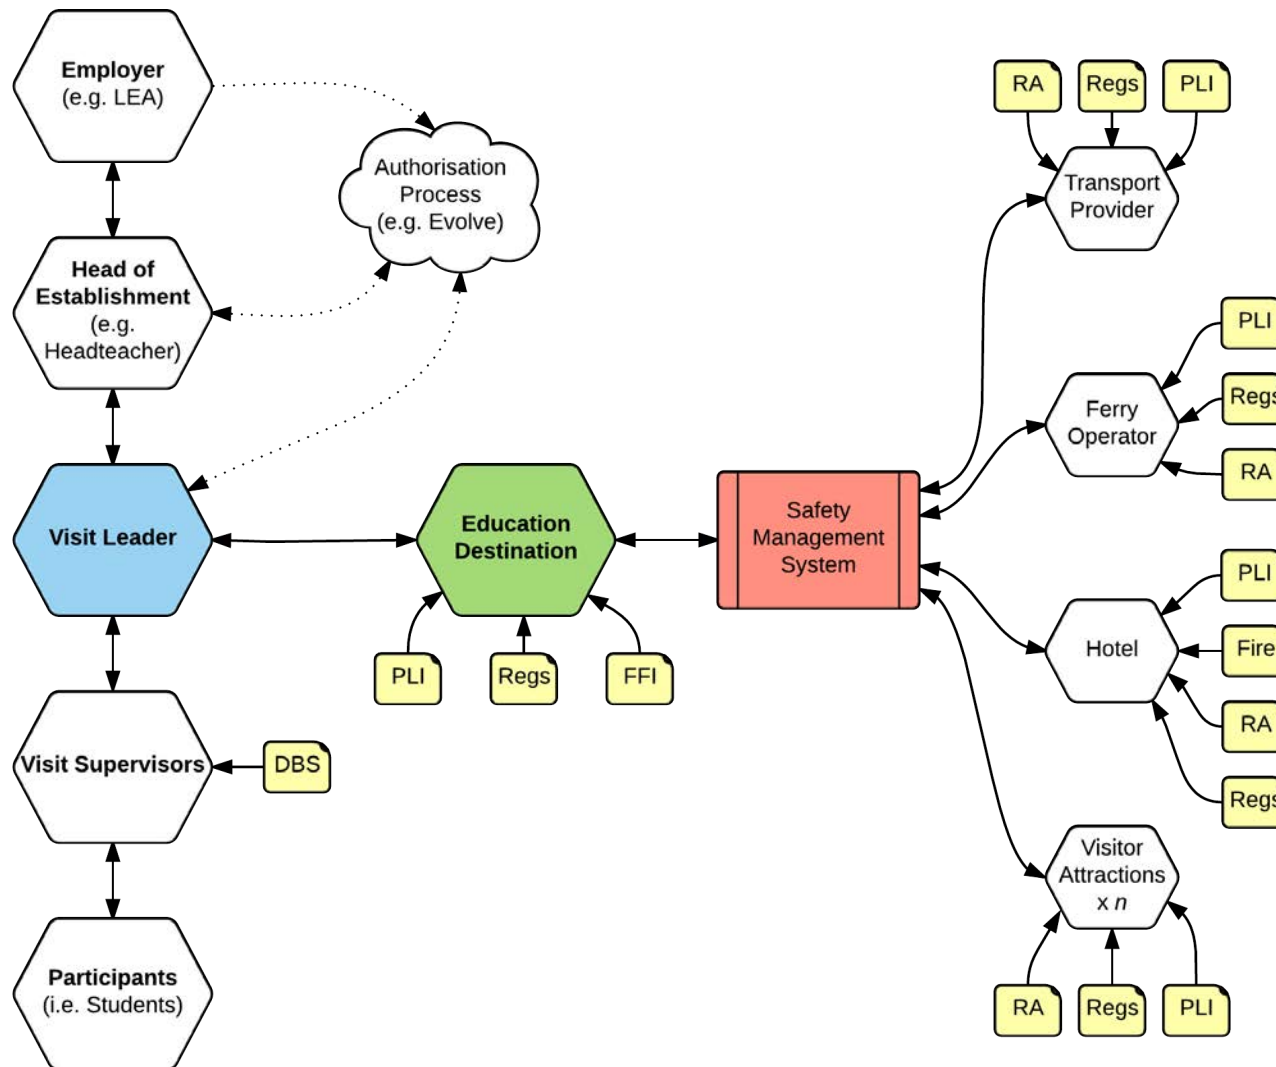 Employer
(e.g. LEA)
Authorisation
Process
(e.g. Evolve)
Head of
Establishment
(e.g.
Headteacher)
Visit Leader
Education
Destination
PLI
Regs
FFI
Visit Supervisors
DBS
Participants
(i.e. Students)
Safety
Management
System
RA
Regs
PLI
Transport
Provider
PLI
Regs
RA
Ferry
Operator
PLI
Fire
RA
Regs
Hotel
Visitor
Attractions
x n
RA
Regs
PLI